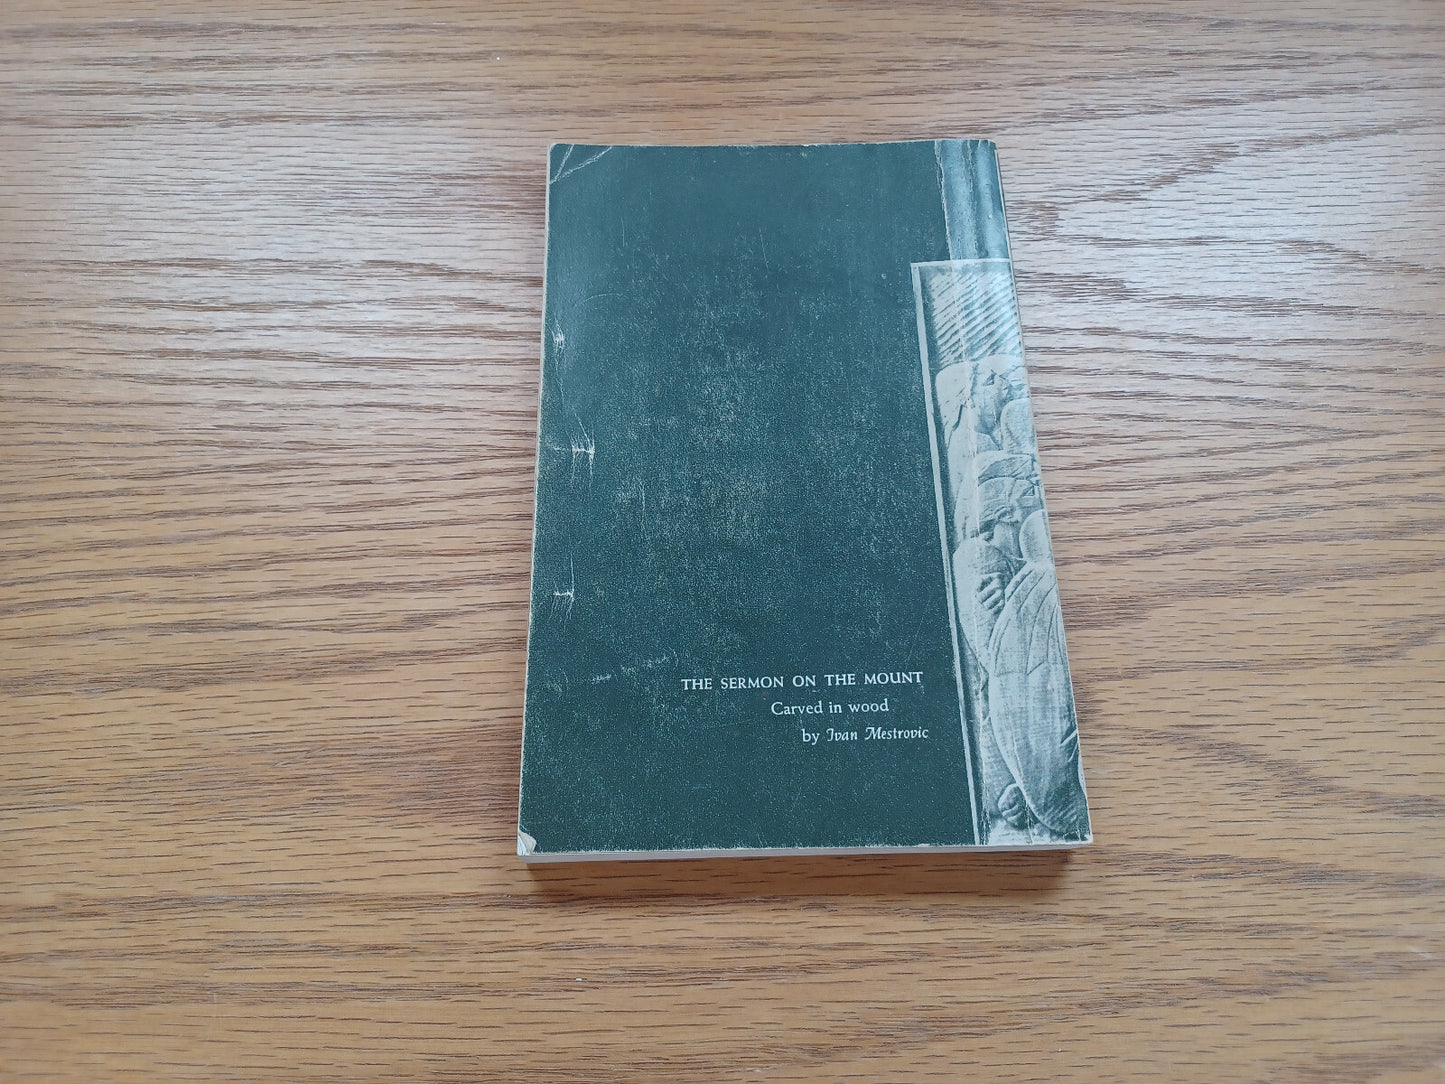 THE SERMON ON THE MOUNT
Carved in wood
by Ivan Mestrovic